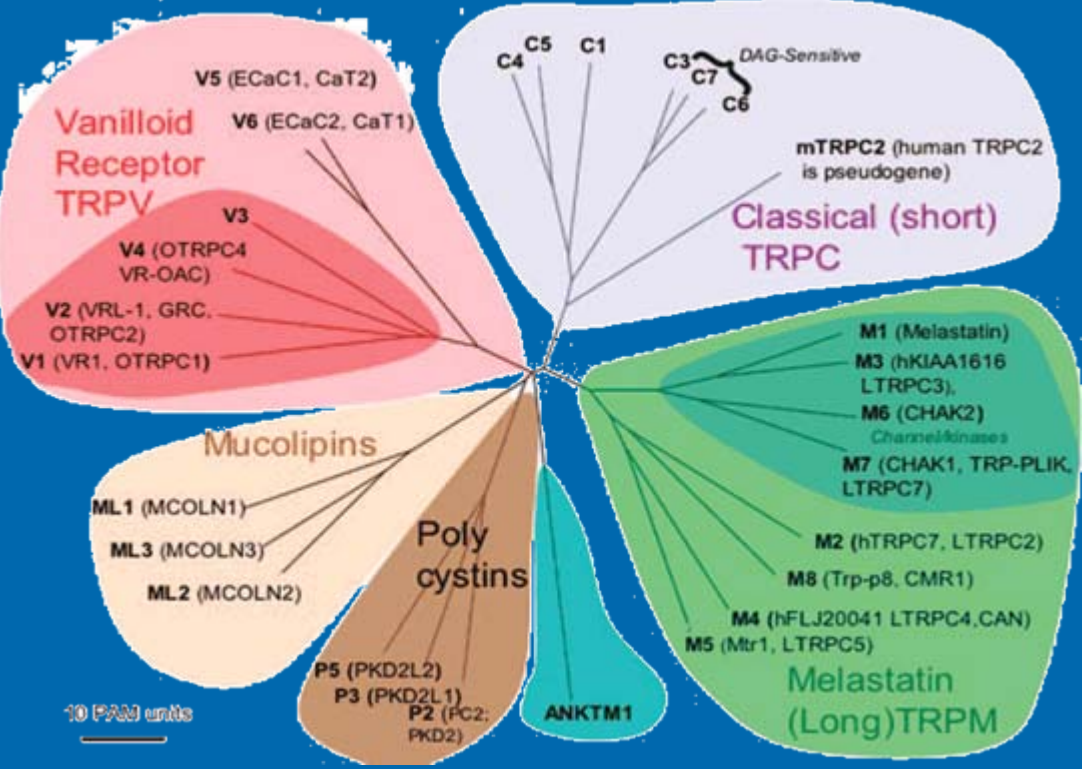 V5 (ECaC1, CaT2)
V6 (ECaC2, CaT1)
Vanilloid
Receptor
TRPV
V3
V4 (OTRPC4
VR-OAC)
V2 (VRL-1, GRC,
OTRPC2)
V1 (VR1, OTRPC1)
C4
C5
C1
C3
C7
C6
DAG-Sensitive
mTRPC2 (human TRPC2
is pseudogene)
Classical (short)
TRPC
M1 (Melastatin)
M3 (hKIAA1616
LTRPC3),
M6 (CHAK2)
Channel/kinases
M7 (CHAK1, TRP-PLIK,
LTRPC7)
M2 (hTRPC7, LTRPC2)
M8 (Trp-p8, CMR1)
M4 (hFLJ20041 LTRPC4,CAN)
M5 (Mtr1, LTRPC5)
Melastatin
(Long)TRPM
Mucolipins
ML1 (MCOLN1)
ML3 (MCOLN3)
ML2 (MCOLN2)
Poly
cystins
P5 (PKD2L2)
P3 (PKD2L1)
P2 (PC2;
PKD2)
ANKTM1
10 PAM units